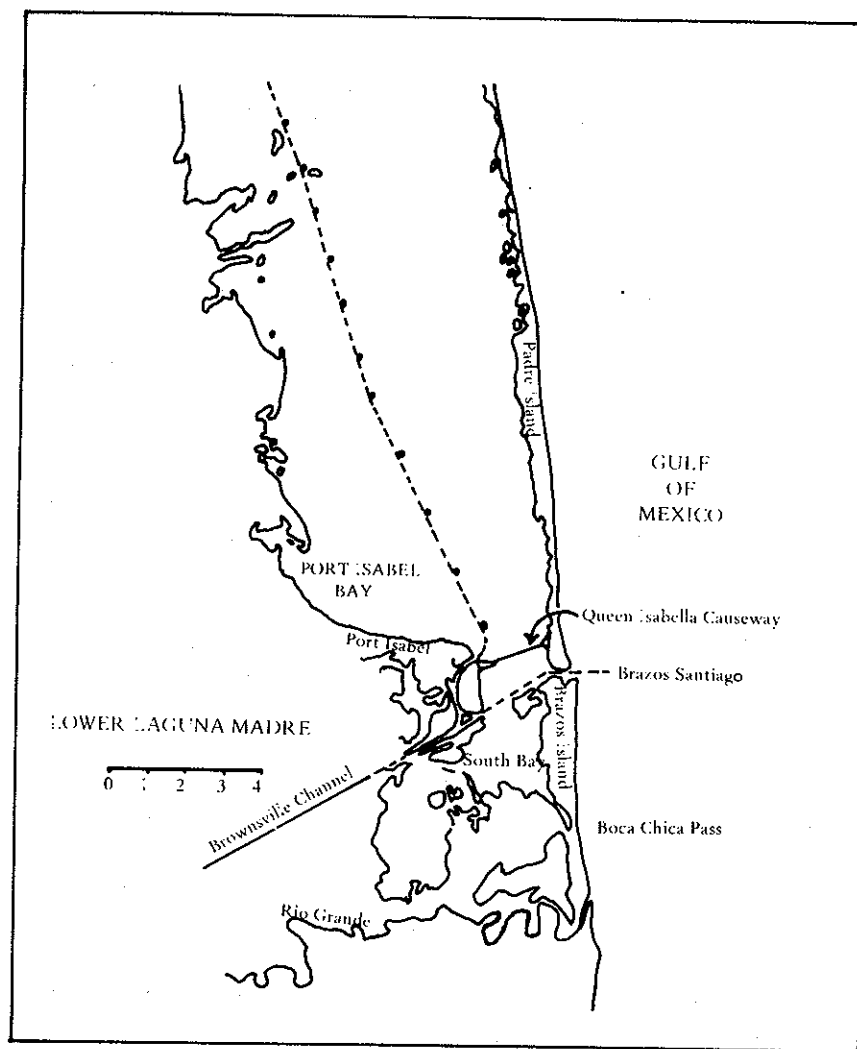 Padre island
GULF
OF
MEXICO
PORT ISABEL
BAY
Queen Isabella Causeway
Port Isabel
Brazos Santiago
LOWER LAGUNA MADRE
Brazos island
South Bay
0 1 2 3 4
Brownsville Channel
Boca Chica Pass
Rio Grande